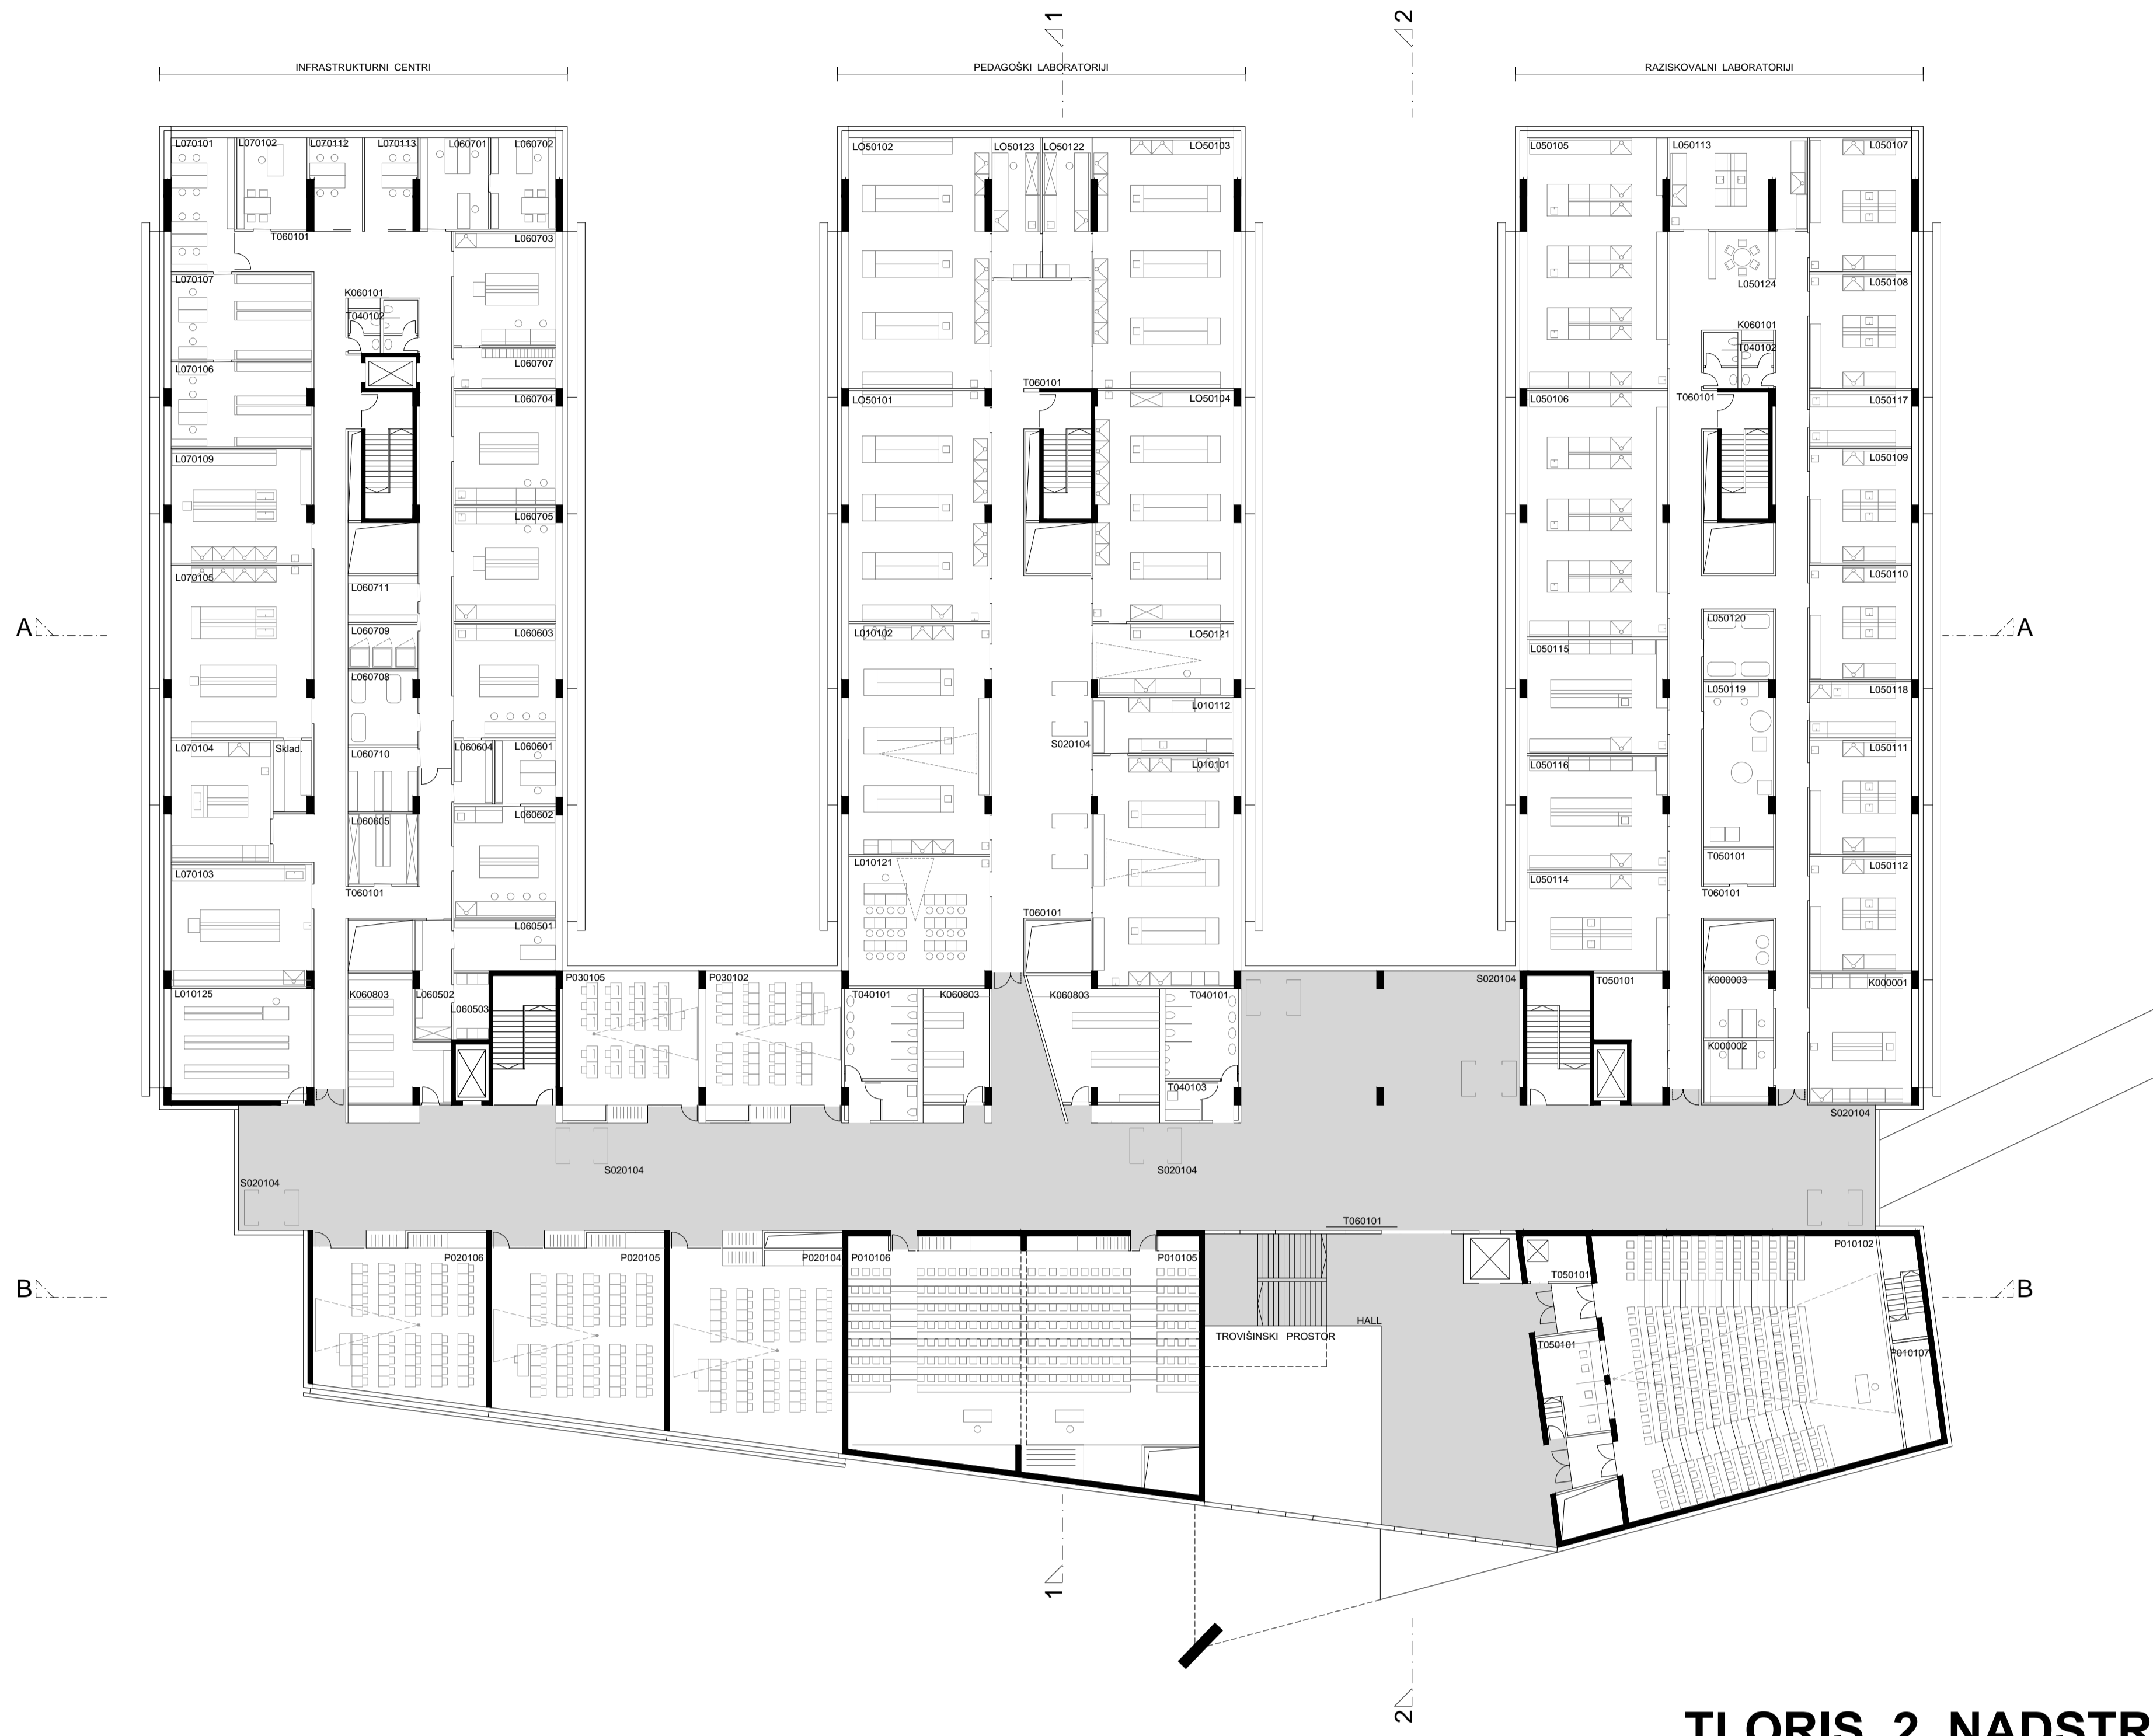 1
2
INFRASTRUKTURNI CENTRI
PEDAGOŠKI LABORATORIJI
RAZISKOVALNI LABORATORIJI
L070101
L070102
L070112
L070113
L060701
L060702
T060101
L060703
L070107
K060101
T040102
L060707
L070106
L060704
L070109
L060705
L070105
L060711
L060709
L060603
L060708
L070104
Sklad.
L060710
L060604
L060601
L060605
L060602
L070103
T060101
L060501
L010125
K060803
L060502
L060503
LO50102
LO50123
LO50122
LO50103
T060101
LO50101
LO50104
L010102
LO50121
L010112
S020104
L010101
L010121
T060101
P030105
P030102
T040101
K060803
K060803
T040101
T040103
L050105
L050113
L050107
L050124
L050108
K060101
T040102
L050106
T060101
L050117
L050109
L050110
L050120
L050115
L050119
L050118
L050116
L050111
T050101
L050114
T060101
L050112
S020104
T050101
K000003
K000001
K000002
S020104
A
A
S020104
S020104
S020104
T060101
P020106
P020105
P020104
P010106
P010105
T050101
P010102
HALL
TROVIŠINSKI PROSTOR
T050101
P010107
B
B
1
2
TLORIS 2. NADSTR